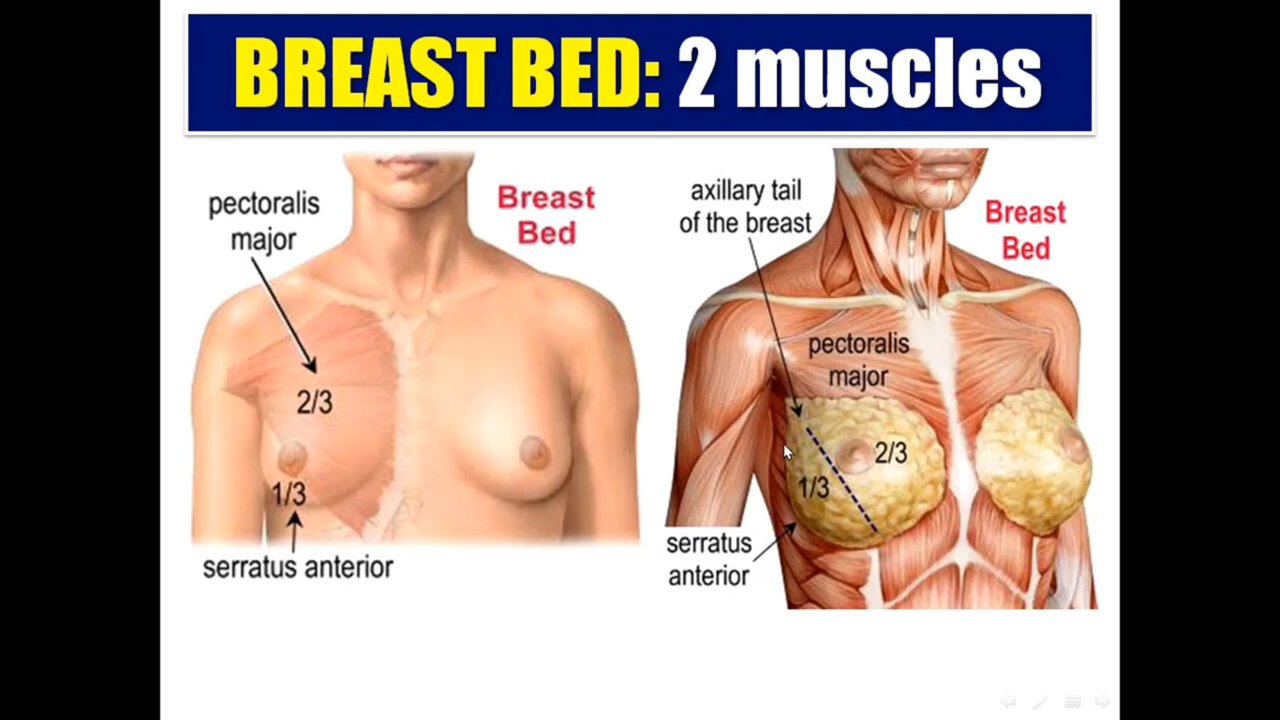 BREAST BED: 2 muscles
pectoralis
major
Breast
Bed
2/3
1/3
serratus anterior
axillary tail
of the breast
Breast
Bed
pectoralis
major
2/3
1/3
serratus
anterior